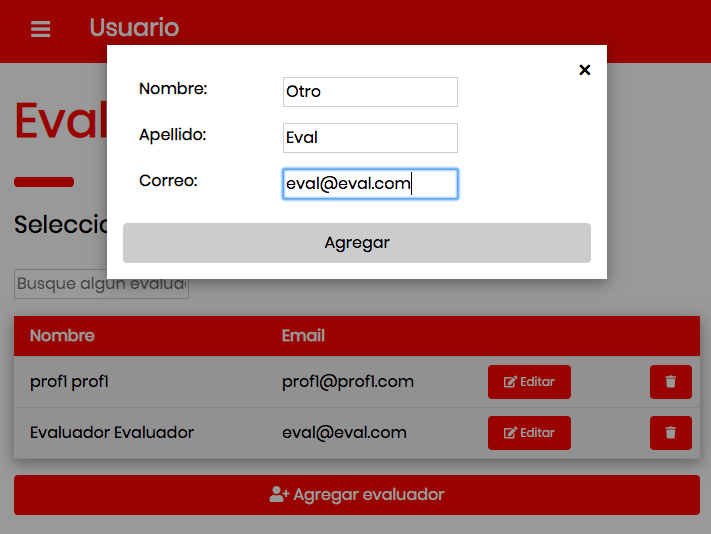 Usuario
×
Nombre: Otro
Apellido: Eval
Correo: eval@eval.com
Agregar
Eval
Seleccio
Busque algun evalua
Nombre Email
prof1 prof1 prof1@prof1.com Editar
Evaluador Evaluador eval@eval.com Editar
Agregar evaluador